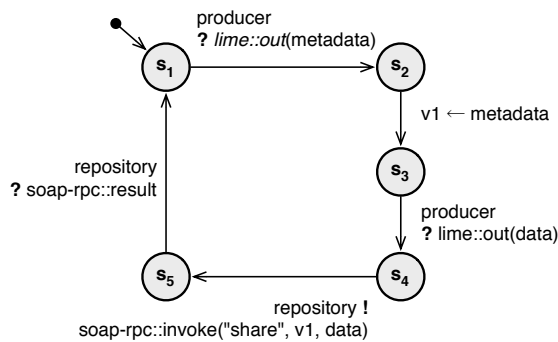 producer
? lime::out(metadata)
s1
s2
v1 ← metadata
s3
repository
? soap-rpc::result
producer
? lime::out(data)
s5
s4
repository !
soap-rpc::invoke("share", v1, data)